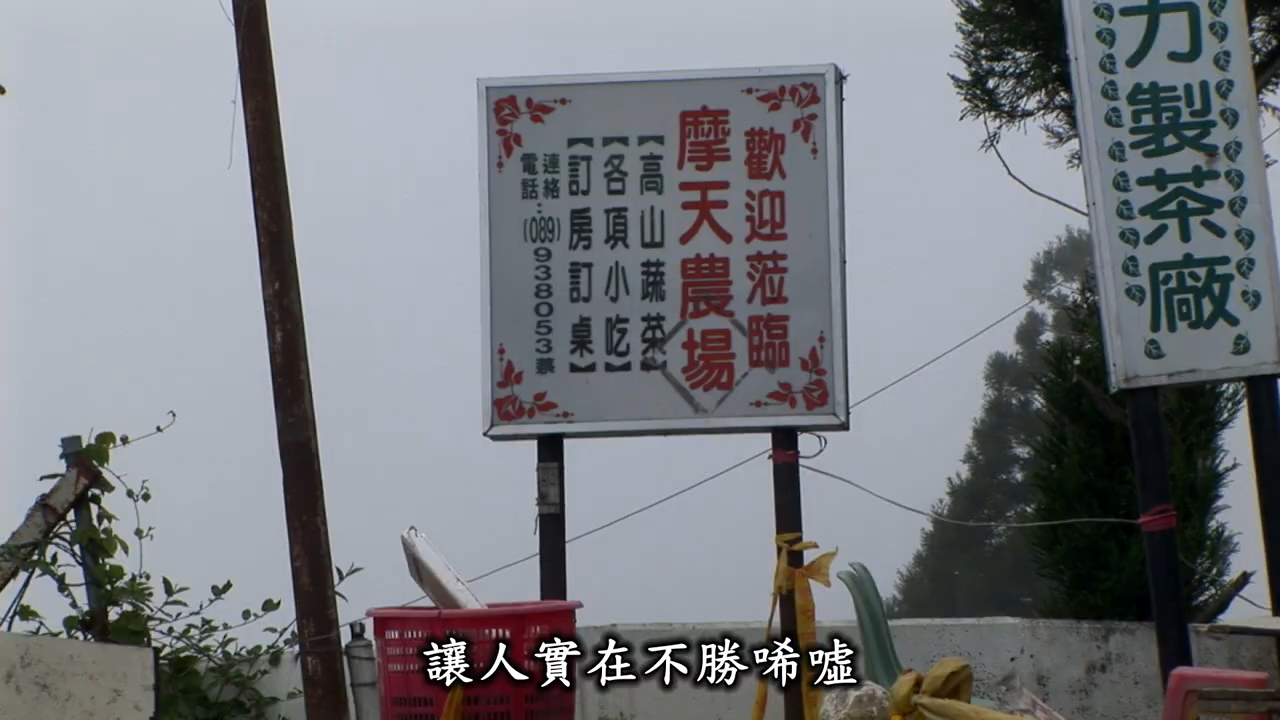 歡迎蒞臨
摩天農場
【高山蔬菜】
【各項小吃】
【訂房訂桌】
連絡電話:(089)938053蔡
力製茶廠
讓人實在不勝唏噓